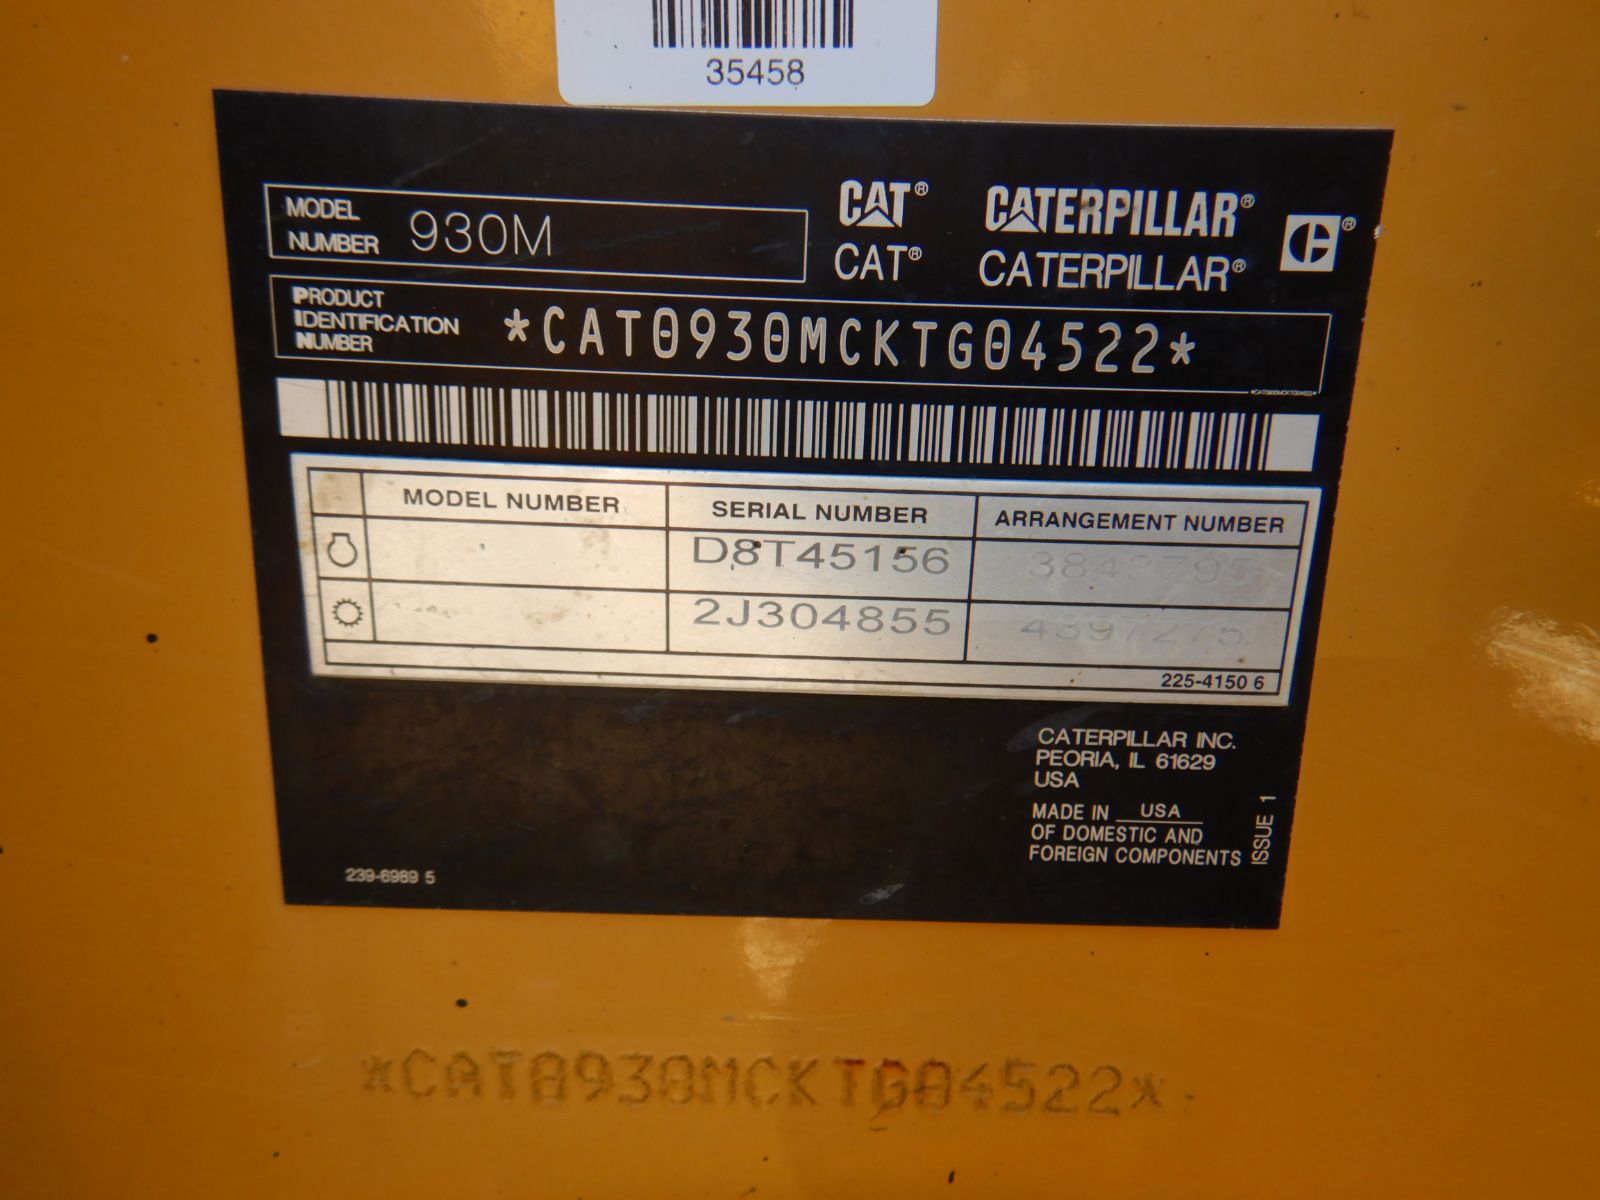 35458
MODEL NUMBER 930M
CAT® CATERPILLAR®
CAT® CATERPILLAR®
PRODUCT IDENTIFICATION NUMBER *CAT0930MCKTG04522*
*CAT0930MCKTG04522*
MODEL NUMBER SERIAL NUMBER ARRANGEMENT NUMBER
D8T45156
2J304855 4397275
225-4150 6
CATERPILLAR INC.
PEORIA, IL 61629
USA
MADE IN USA
OF DOMESTIC AND
FOREIGN COMPONENTS
ISSUE 1
239-6989 5
*CAT0930MCKTG04522*